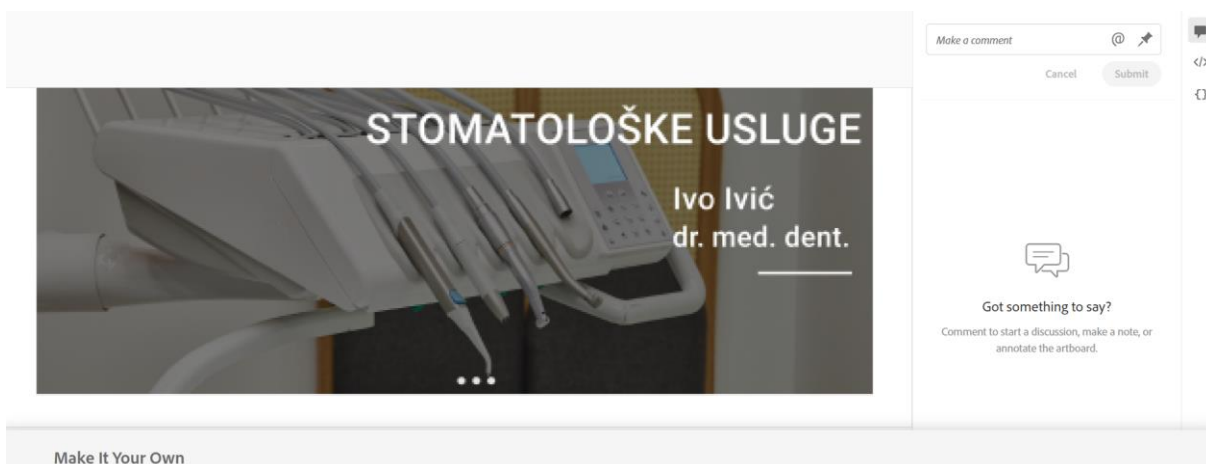 STOMATOLOŠKE USLUGE
Ivo Ivić
dr. med. dent.
Make a comment
@
Cancel
Submit
</>
{}
Got something to say?
Comment to start a discussion, make a note, or
annotate the artboard.
Make It Your Own